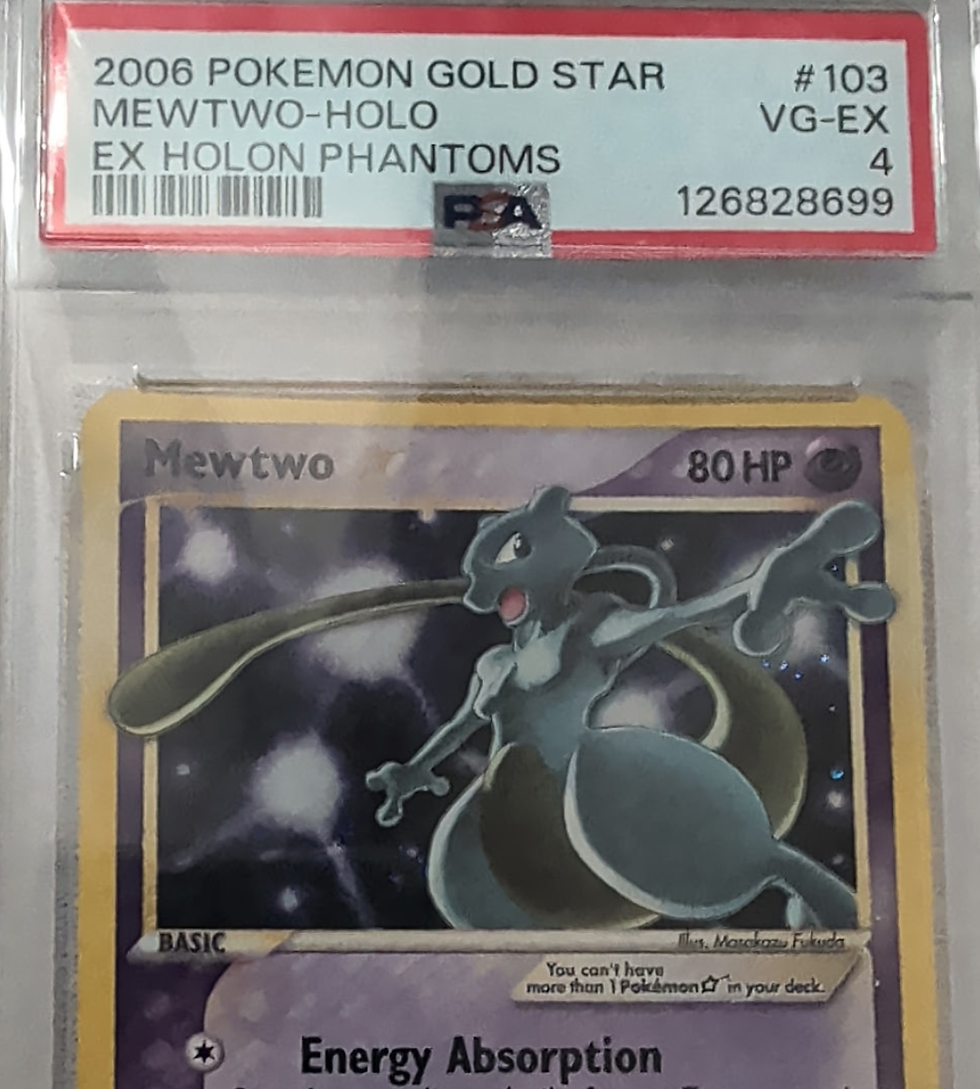 2006 POKEMON GOLD STAR #103
MEWTWO-HOLO VG-EX
EX HOLON PHANTOMS 4
PSA 126828699
Mewtwo 80 HP
BASIC Illus. Masakazu Fukuda
You can't have
more than 1 Pokémon☆ in your deck.
Energy Absorption